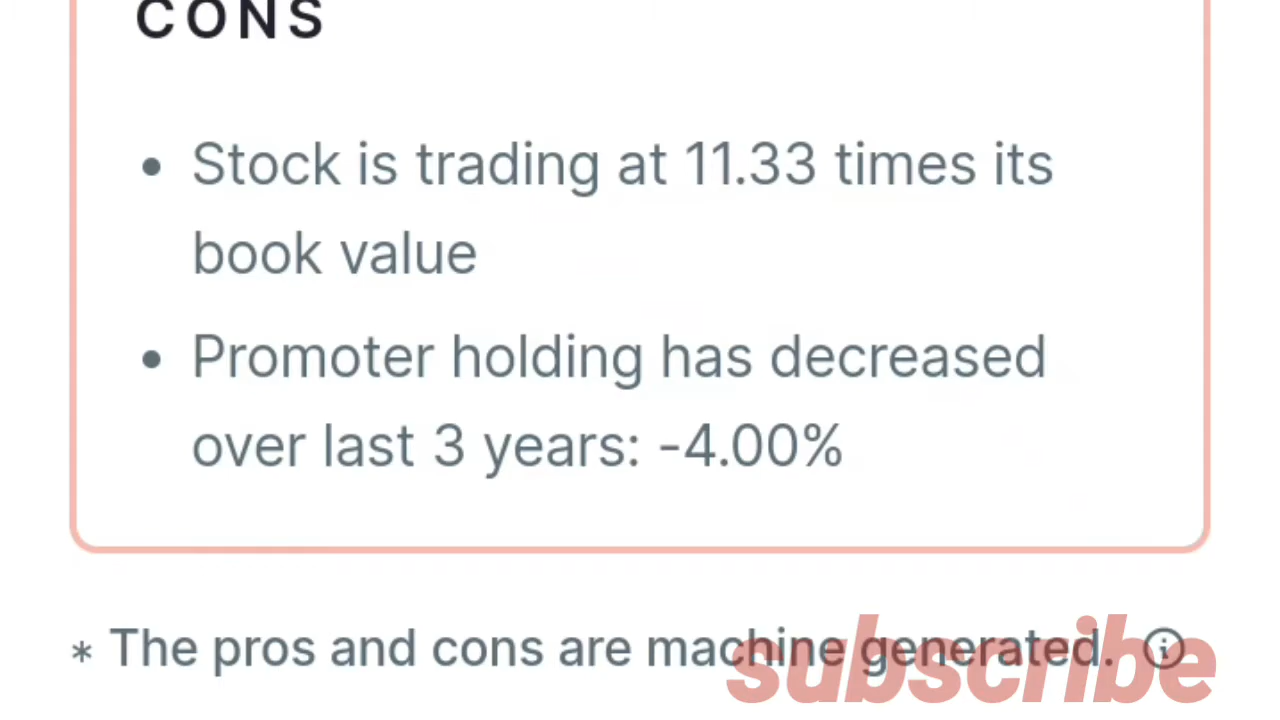 CONS
• Stock is trading at 11.33 times its
book value
• Promoter holding has decreased
over last 3 years: -4.00%
* The pros and cons are machine generated.
subscribe